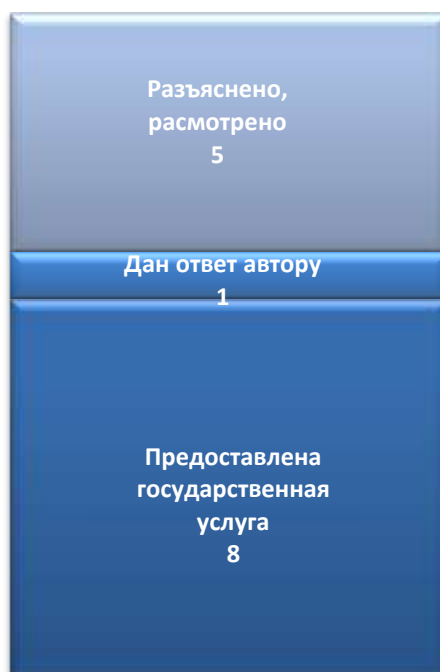 Разъяснено,
расмотрено
5
Дан ответ автору
1
Предоставлена
государственная
услуга
8